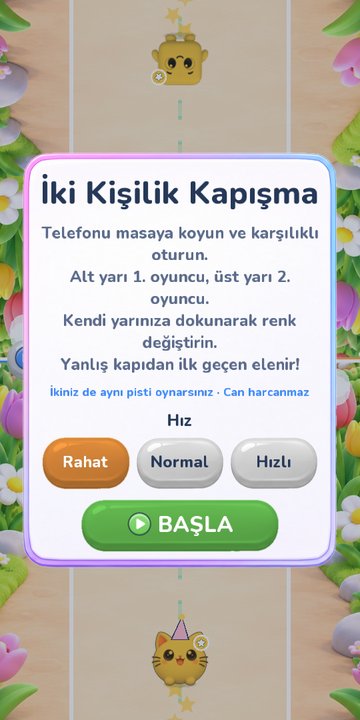 İki Kişilik Kapışma
Telefonu masaya koyun ve karşılıklı
oturun.
Alt yarı 1. oyuncu, üst yarı 2.
oyuncu.
Kendi yarınıza dokunarak renk
değiştirin.
Yanlış kapıdan ilk geçen elenir!
İkiniz de aynı pisti oynarsınız · Can harcanmaz
Hız
Rahat Normal Hızlı
BAŞLA